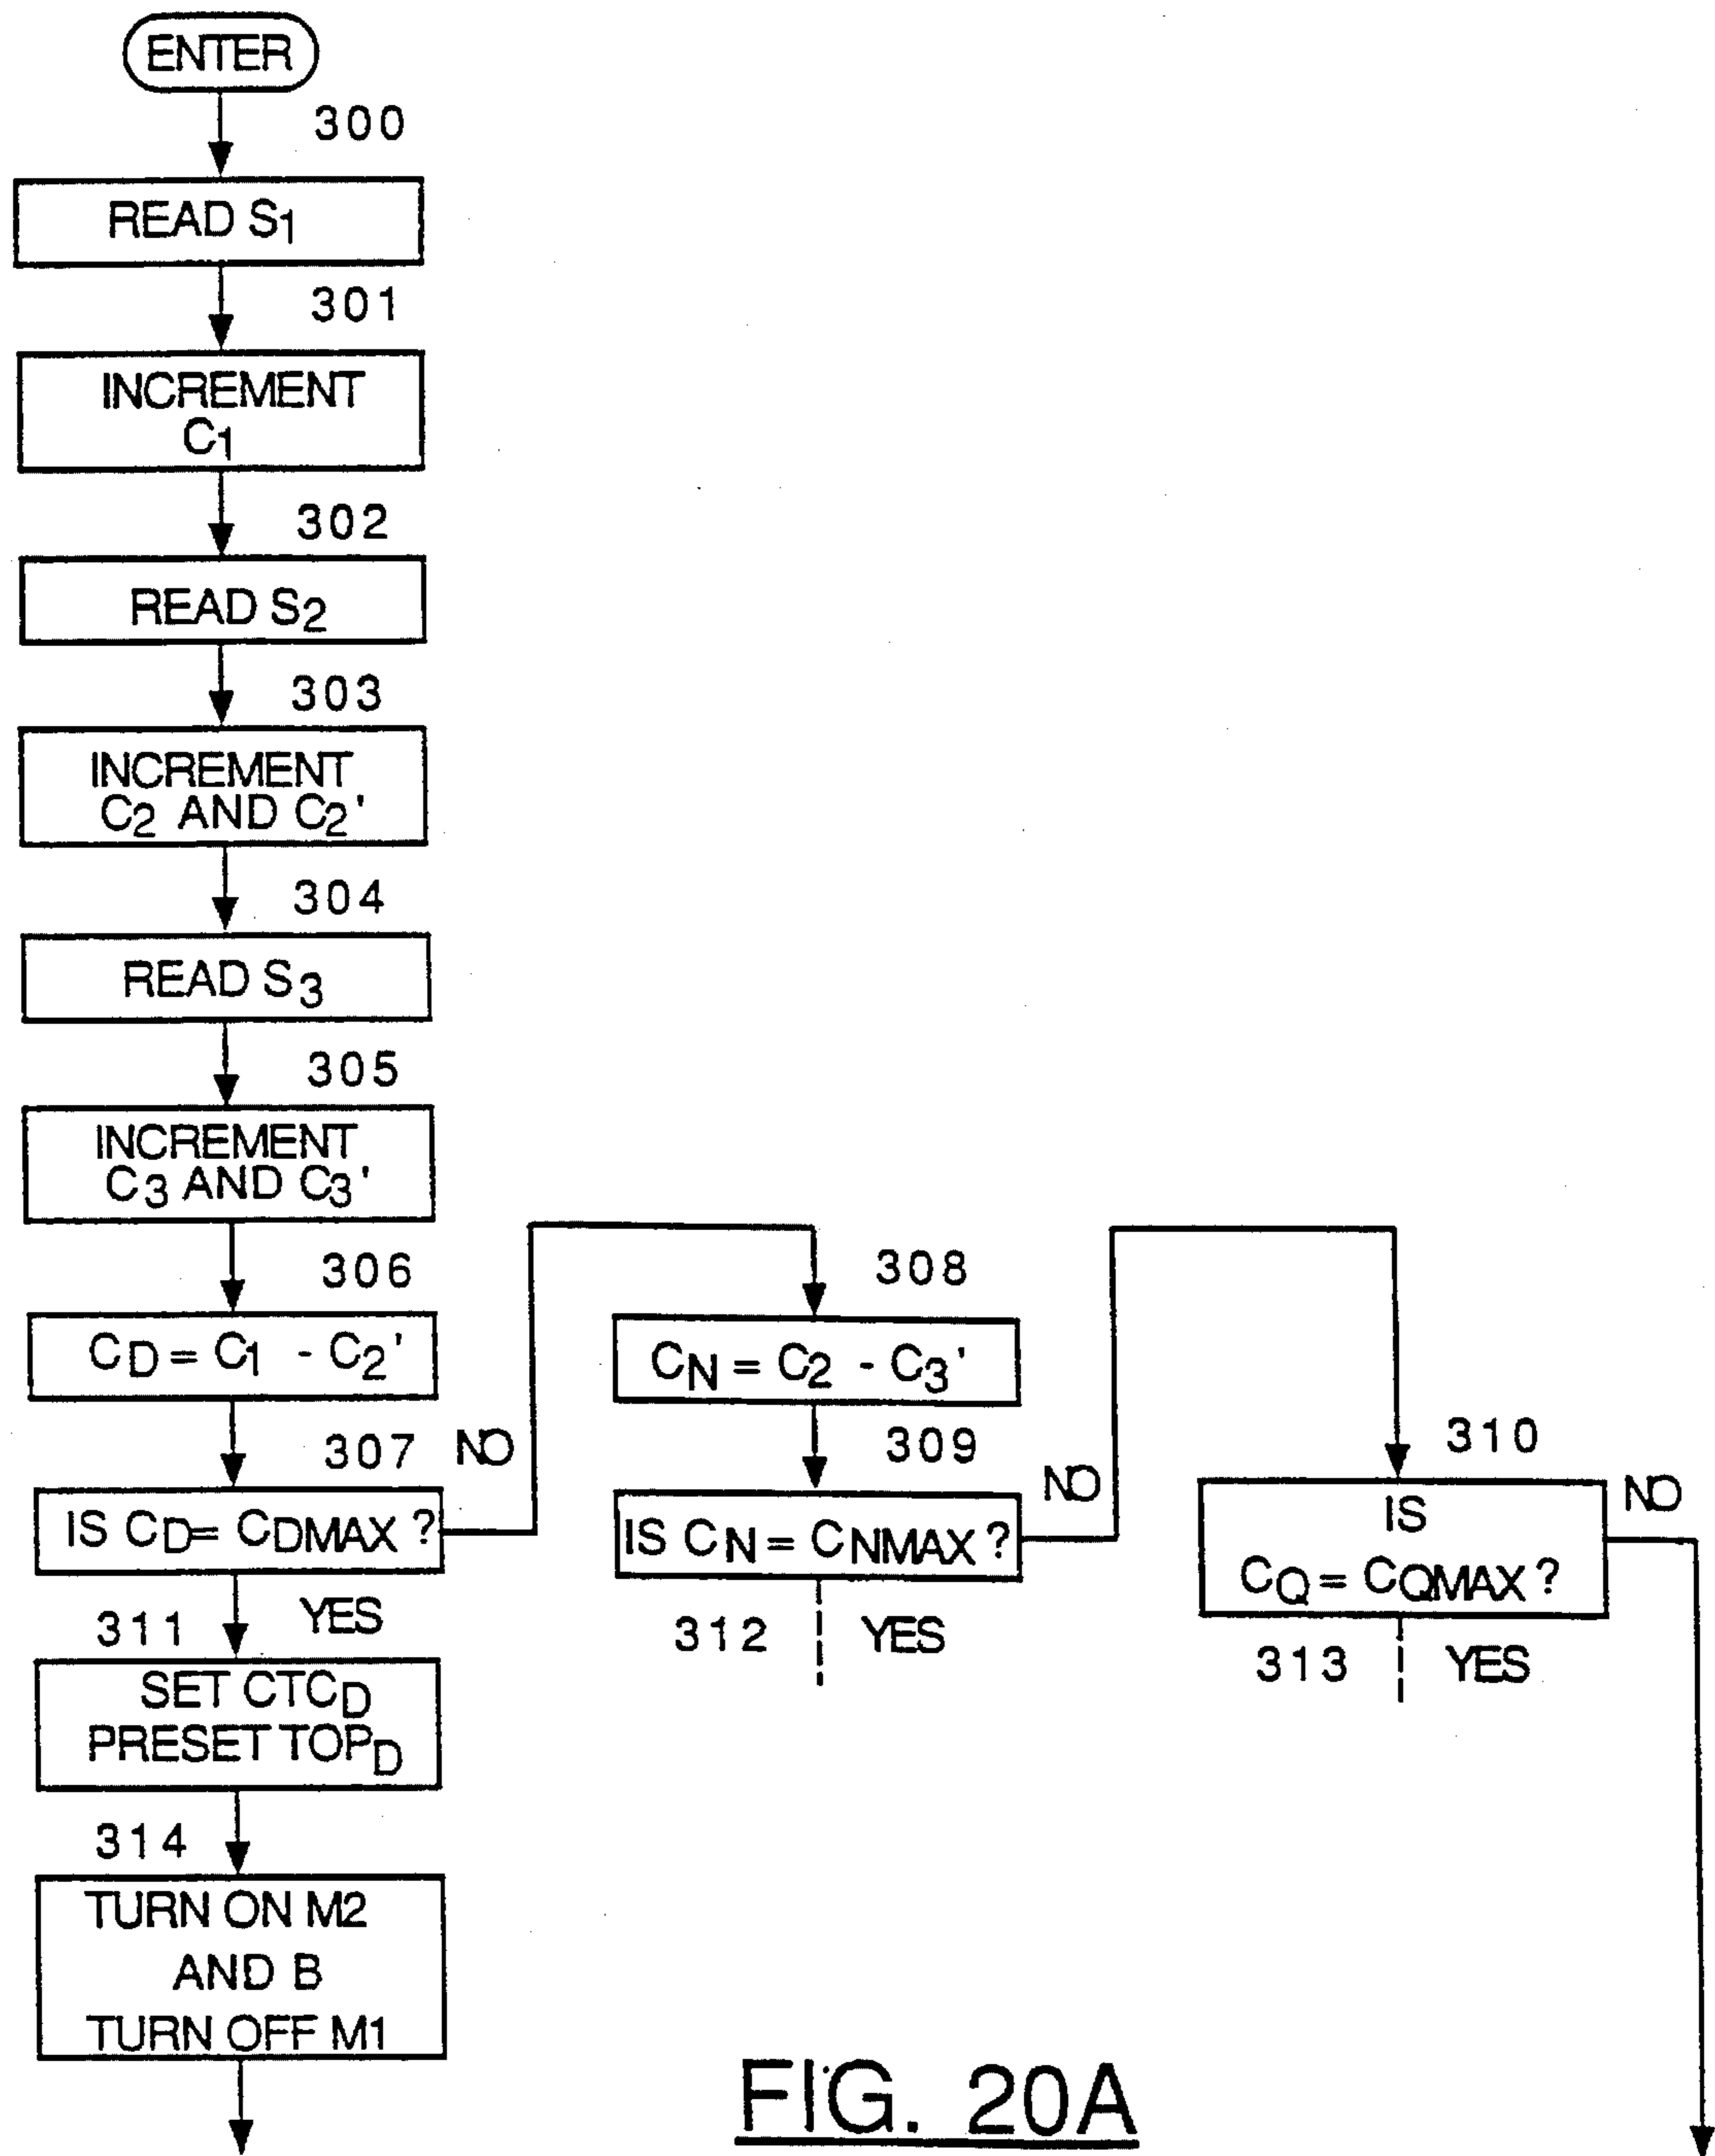 ENTER
300
READ S1
301
INCREMENT
C1
302
READ S2
303
INCREMENT
C2 AND C2'
304
READ S3
305
INCREMENT
C3 AND C3'
306
CD = C1 - C2'
307
NO
IS CD = CDMAX ?
308
CN = C2 - C3'
309
NO
IS CN = CNMAX ?
310
NO
IS
CQ = CQMAX ?
311
YES
312
YES
313
YES
SET CTCD
PRESET TOPD
314
TURN ON M2
AND B
TURN OFF M1
FIG. 20A